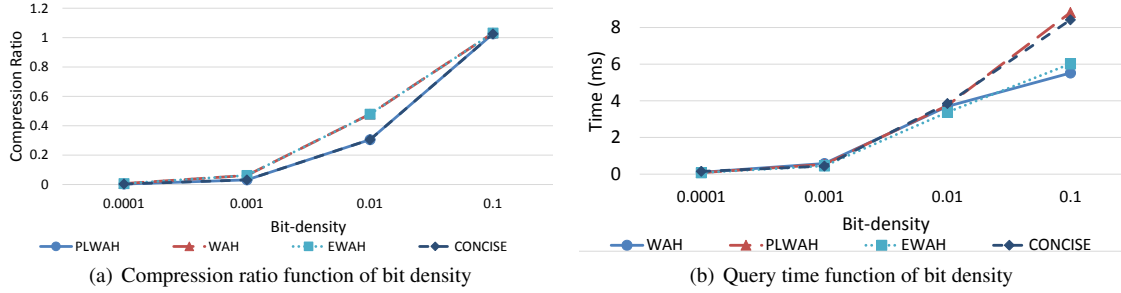 1.2
1
0.8
0.6
0.4
0.2
0
Compression Ratio
0.0001 0.001 0.01 0.1
Bit-density
PLWAH WAH EWAH CONCISE
(a) Compression ratio function of bit density
8
6
4
2
0
Time (ms)
0.0001 0.001 0.01 0.1
Bit-density
WAH PLWAH EWAH CONCISE
(b) Query time function of bit density